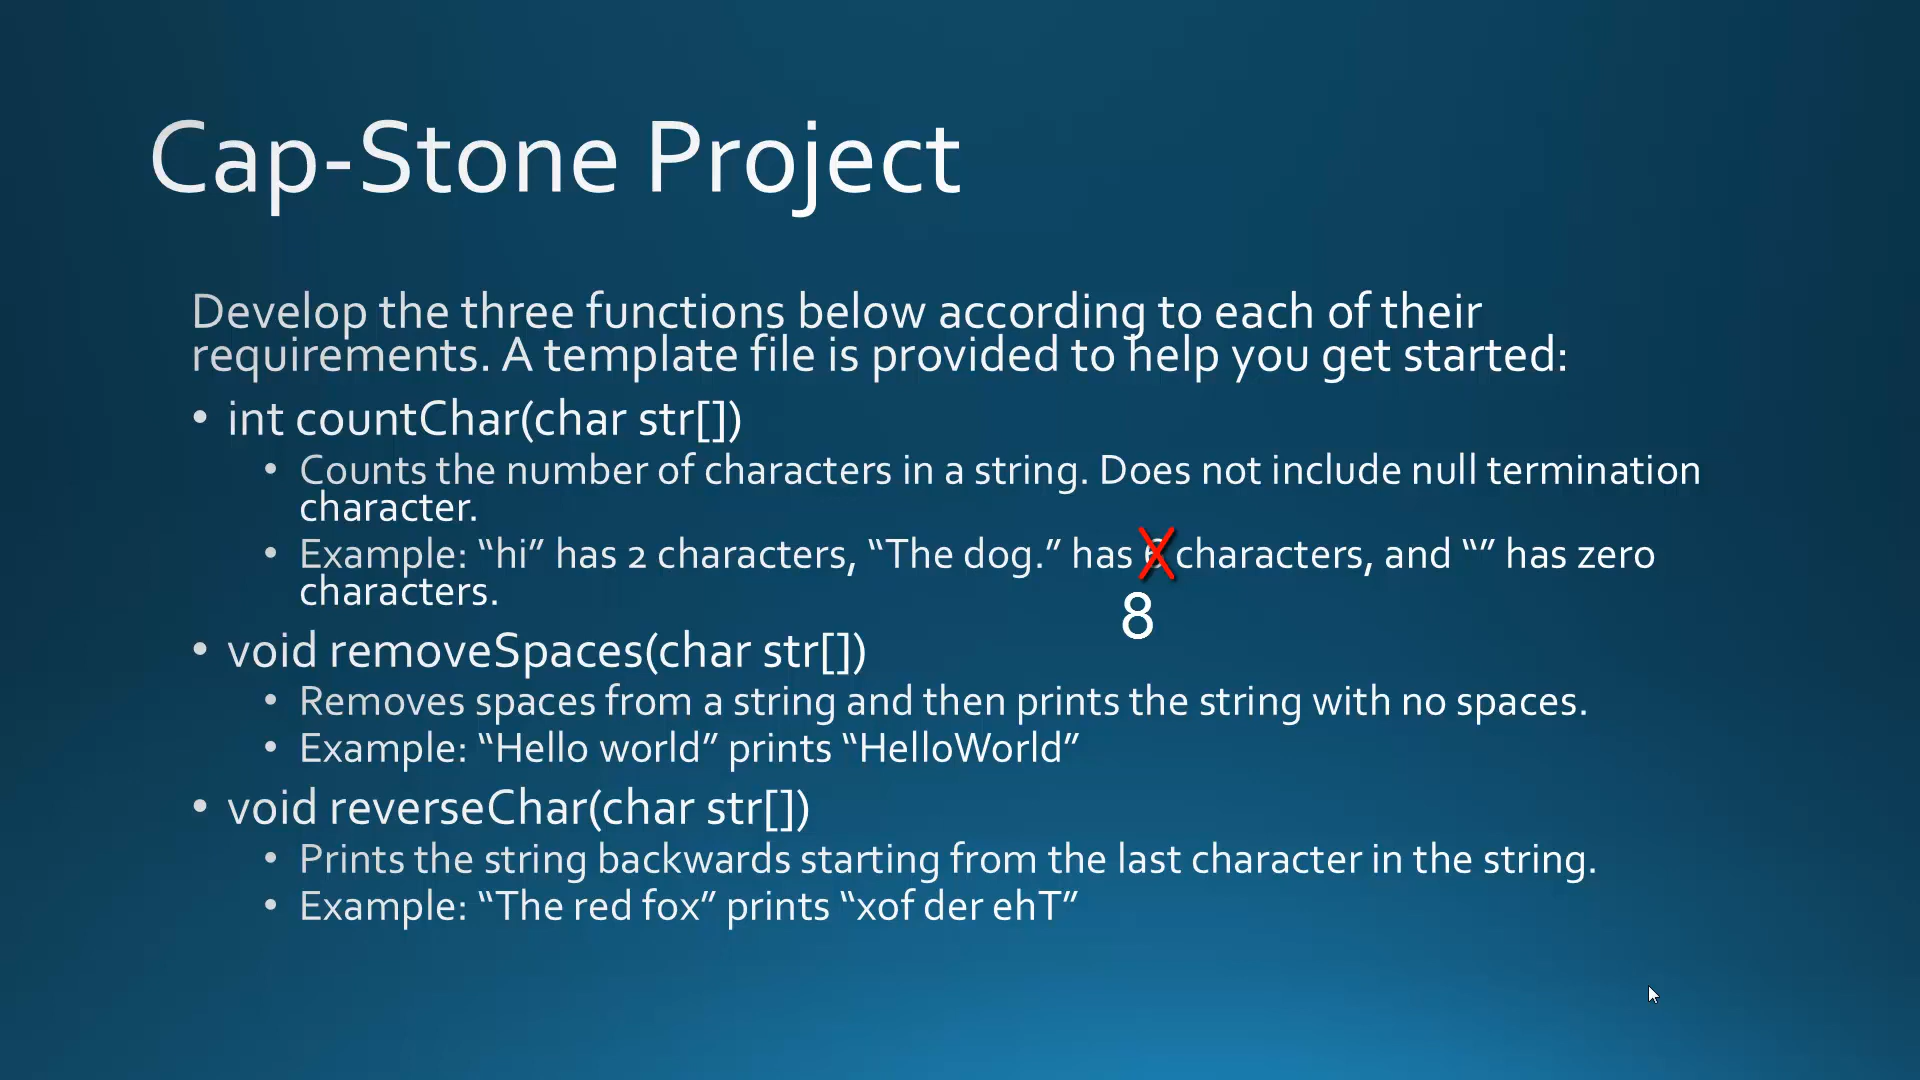 Cap-Stone Project
Develop the three functions below according to each of their
requirements. A template file is provided to help you get started:
• int countChar(char str[])
• Counts the number of characters in a string. Does not include null termination
character.
• Example: “hi” has 2 characters, “The dog.” has 6 characters, and “” has zero
characters.
8
• void removeSpaces(char str[])
• Removes spaces from a string and then prints the string with no spaces.
• Example: “Hello world” prints “HelloWorld”
• void reverseChar(char str[])
• Prints the string backwards starting from the last character in the string.
• Example: “The red fox” prints “xof der ehT”